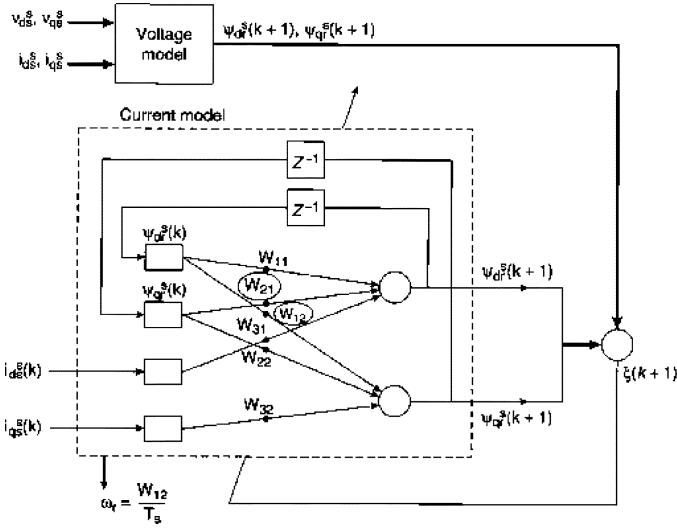 v_ds^s, v_qs^s
i_ds^s, i_qs^s
Voltage
model
ψ_dr^s(k+1), ψ_qr^s(k+1)
Current model
Z⁻¹
Z⁻¹
ψ_dr^s(k)
W₁₁
ψ_qr^s(k)
W₂₁
W₁₂
W₃₁
W₂₂
ψ_dr^s(k+1)
i_ds^s(k)
ξ(k+1)
i_qs^s(k)
W₃₂
ψ_qr^s(k+1)
ω_r = W₁₂
T_s